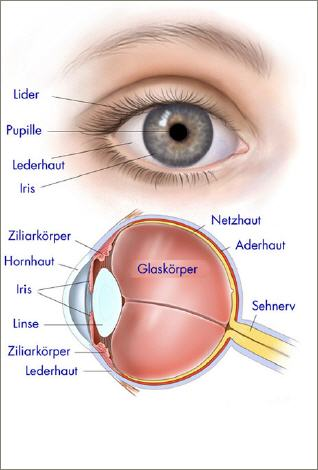 Lider
Pupille
Lederhaut
Iris
Netzhaut
Ziliarkörper
Aderhaut
Hornhaut
Glaskörper
Iris
Sehnerv
Linse
Ziliarkörper
Lederhaut